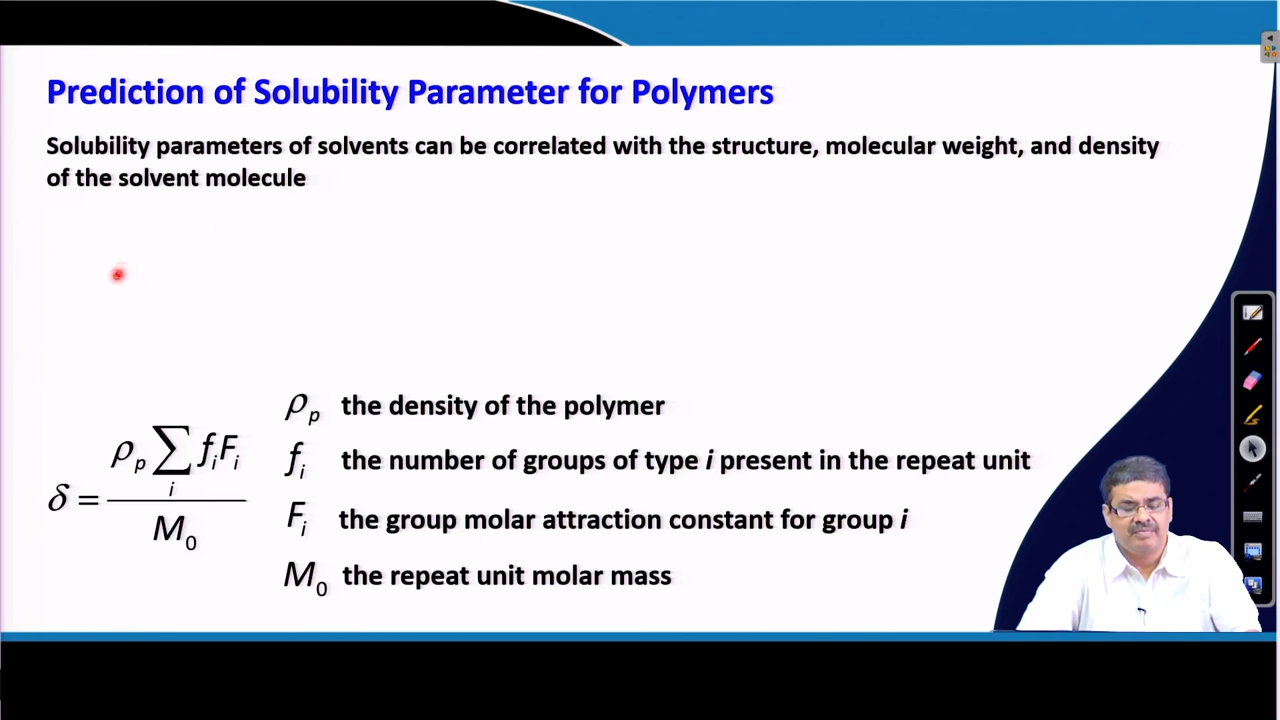 Prediction of Solubility Parameter for Polymers
Solubility parameters of solvents can be correlated with the structure, molecular weight, and density
of the solvent molecule
δ = ρp ∑i fiFi / M0
ρp the density of the polymer
fi the number of groups of type i present in the repeat unit
Fi the group molar attraction constant for group i
M0 the repeat unit molar mass